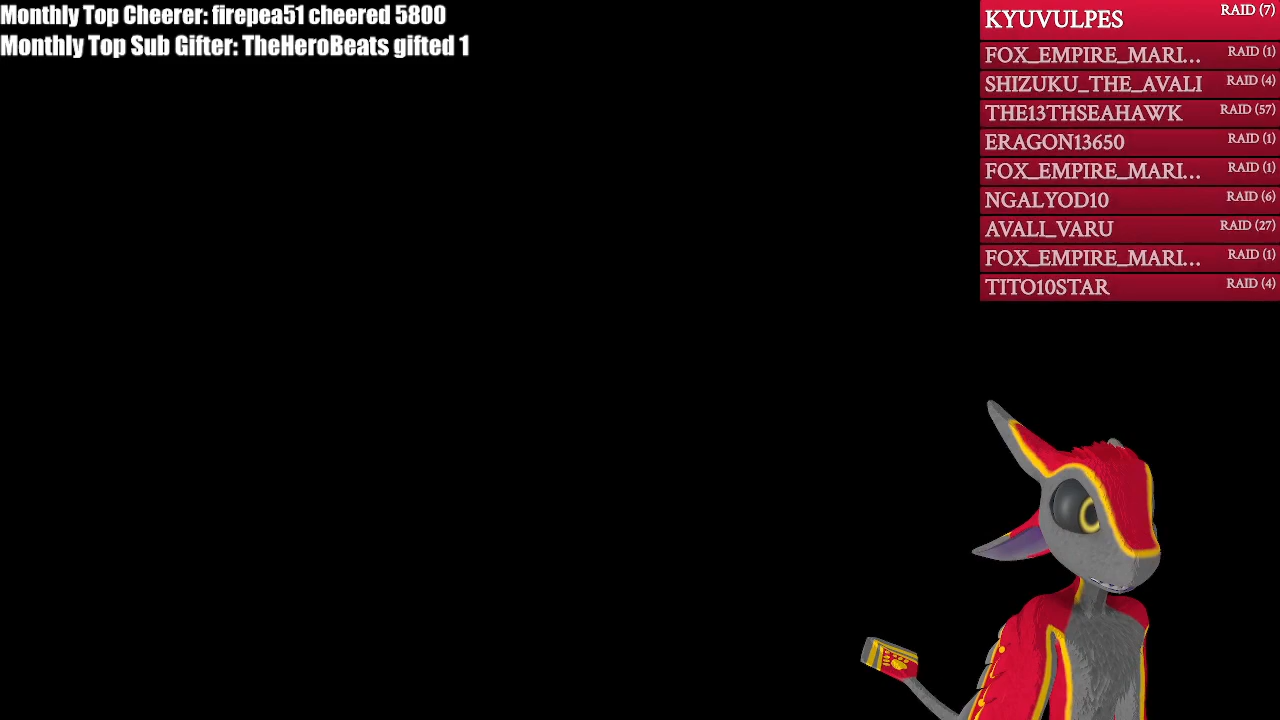 Monthly Top Cheerer: firepea51 cheered 5800
Monthly Top Sub Gifter: TheHeroBeats gifted 1
KYUVULPES RAID (7)
FOX_EMPIRE_MARI... RAID (1)
SHIZUKU_THE_AVALI RAID (4)
THE13THSEAHAWK RAID (57)
ERAGON13650 RAID (1)
FOX_EMPIRE_MARI... RAID (1)
NGALYOD10 RAID (6)
AVALI_VARU RAID (27)
FOX_EMPIRE_MARI... RAID (1)
TITO10STAR RAID (4)